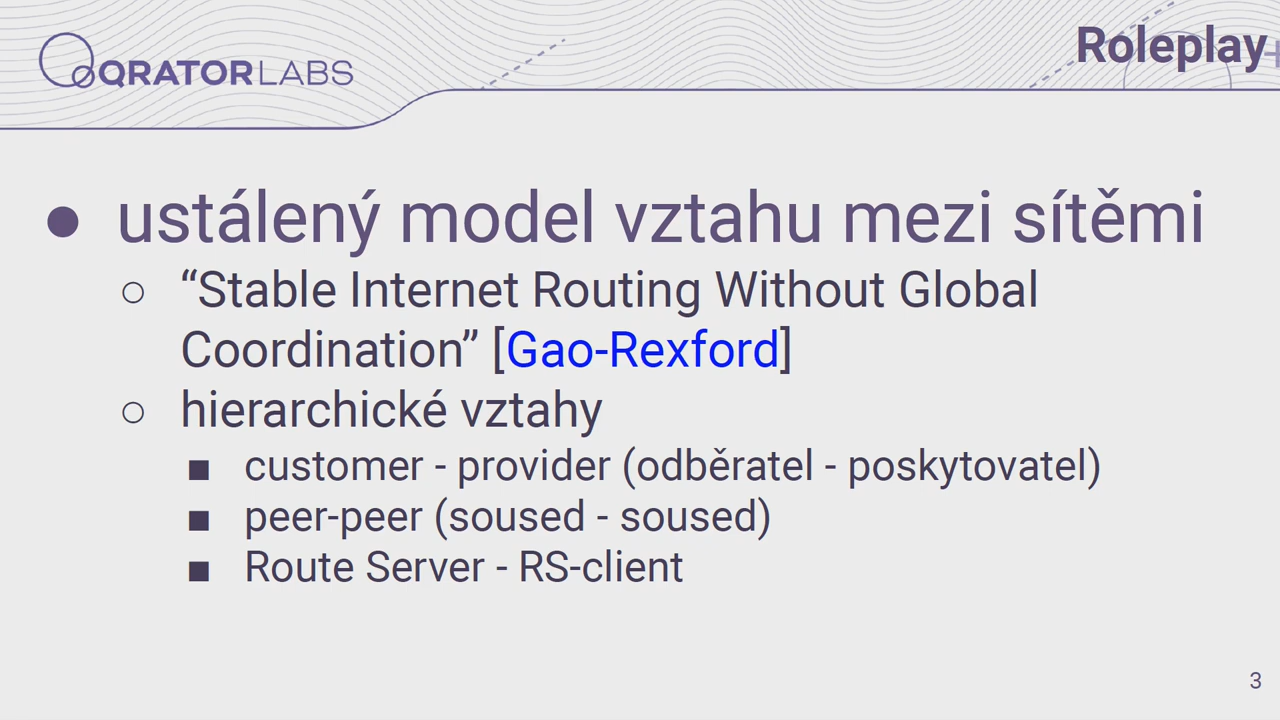 QRATORLABS
Roleplay
● ustálený model vztahu mezi sítěmi
○ “Stable Internet Routing Without Global
Coordination” [Gao-Rexford]
○ hierarchické vztahy
■ customer - provider (odběratel - poskytovatel)
■ peer-peer (soused - soused)
■ Route Server - RS-client
3